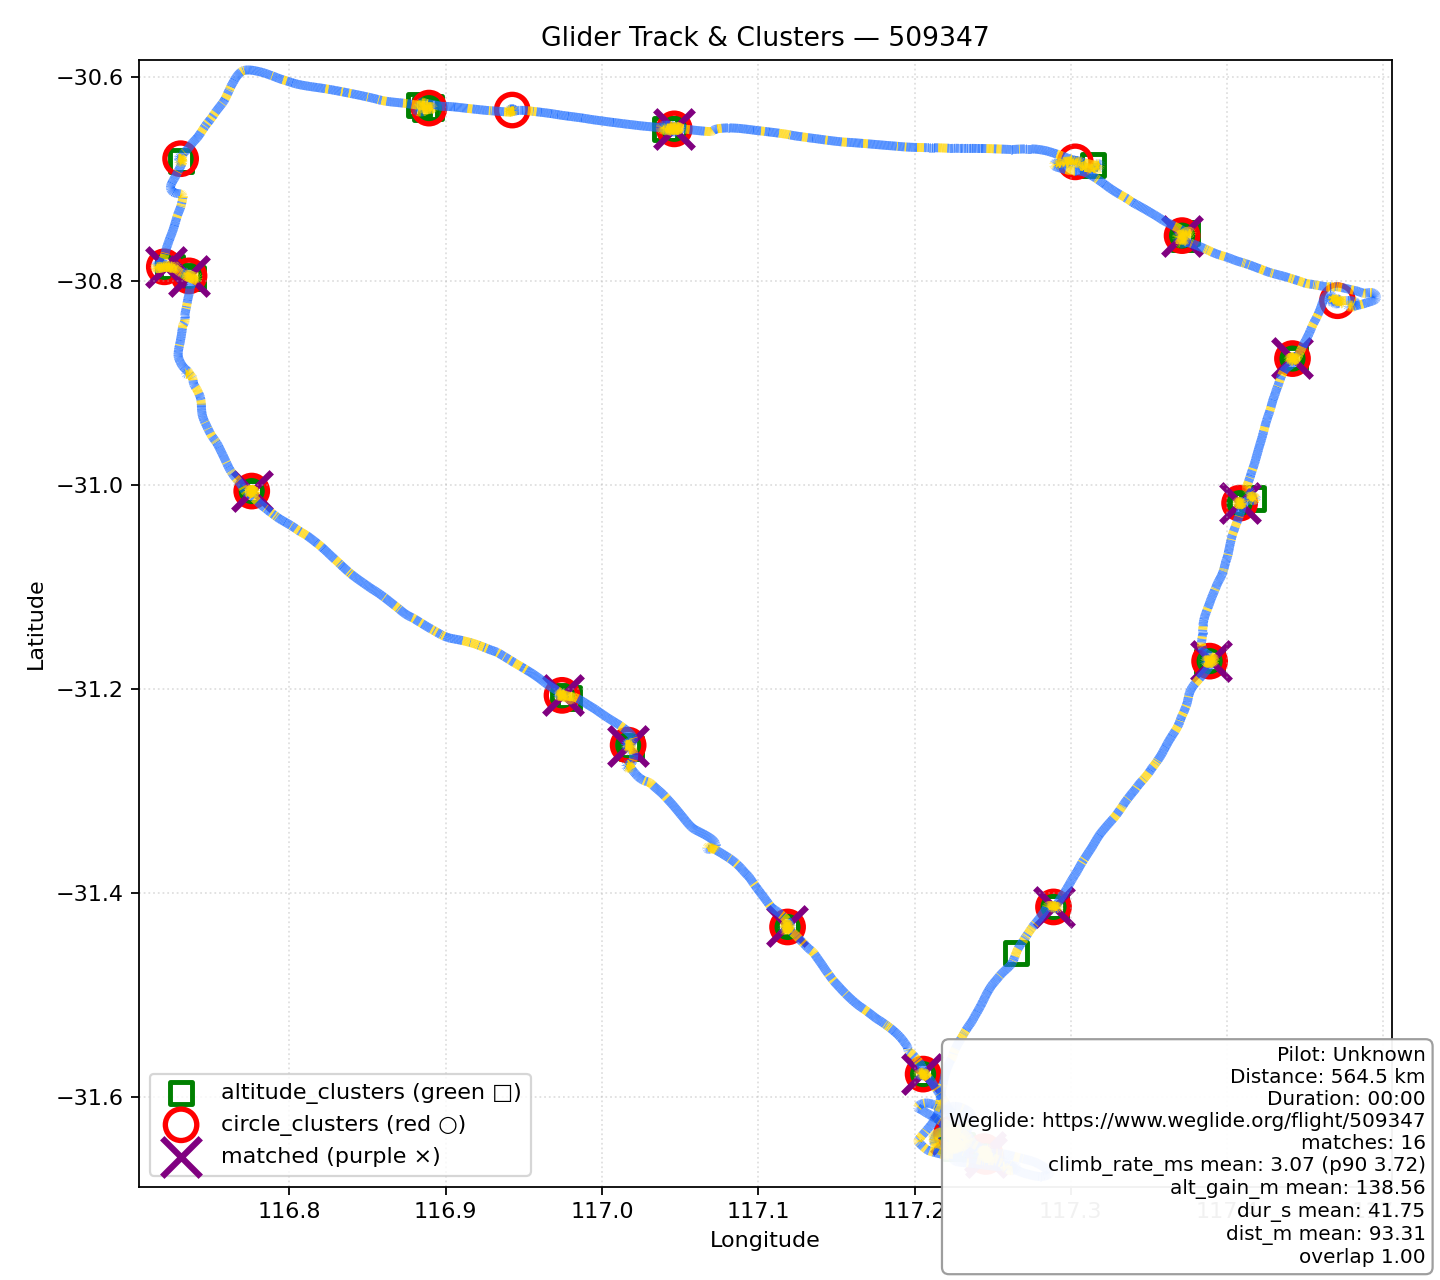 Glider Track & Clusters — 509347
−30.6
−30.8
−31.0
−31.2
−31.4
−31.6
Latitude
altitude_clusters (green □)
circle_clusters (red ○)
matched (purple ×)
116.8
116.9
117.0
117.1
117.2
117.3
Longitude
Pilot: Unknown
Distance: 564.5 km
Duration: 00:00
Weglide: https://www.weglide.org/flight/509347
matches: 16
climb_rate_ms mean: 3.07 (p90 3.72)
alt_gain_m mean: 138.56
dur_s mean: 41.75
dist_m mean: 93.31
overlap 1.00